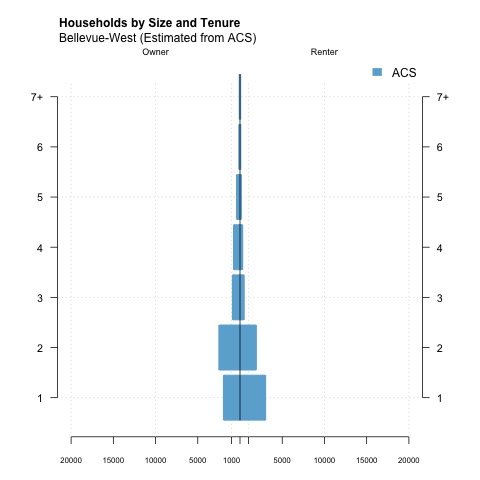 Households by Size and Tenure
Bellevue-West (Estimated from ACS)
Owner Renter
ACS
7+ 7+
6 6
5 5
4 4
3 3
2 2
1 1
20000 15000 10000 5000 1000 5000 10000 15000 20000